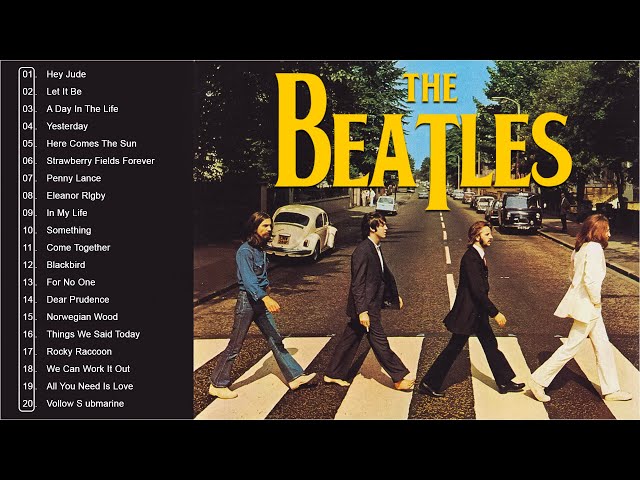 01. Hey Jude
02. Let It Be
03. A Day In The Life
04. Yesterday
05. Here Comes The Sun
06. Strawberry Fields Forever
07. Penny Lance
08. Eleanor RIgby
09. In My Life
10. Something
11. Come Together
12. Blackbird
13. For No One
14. Dear Prudence
15. Norwegian Wood
16. Things We Said Today
17. Rocky Raccoon
18. We Can Work It Out
19. All You Need Is Love
20. Vollow S ubmarine
THE
BEATLES